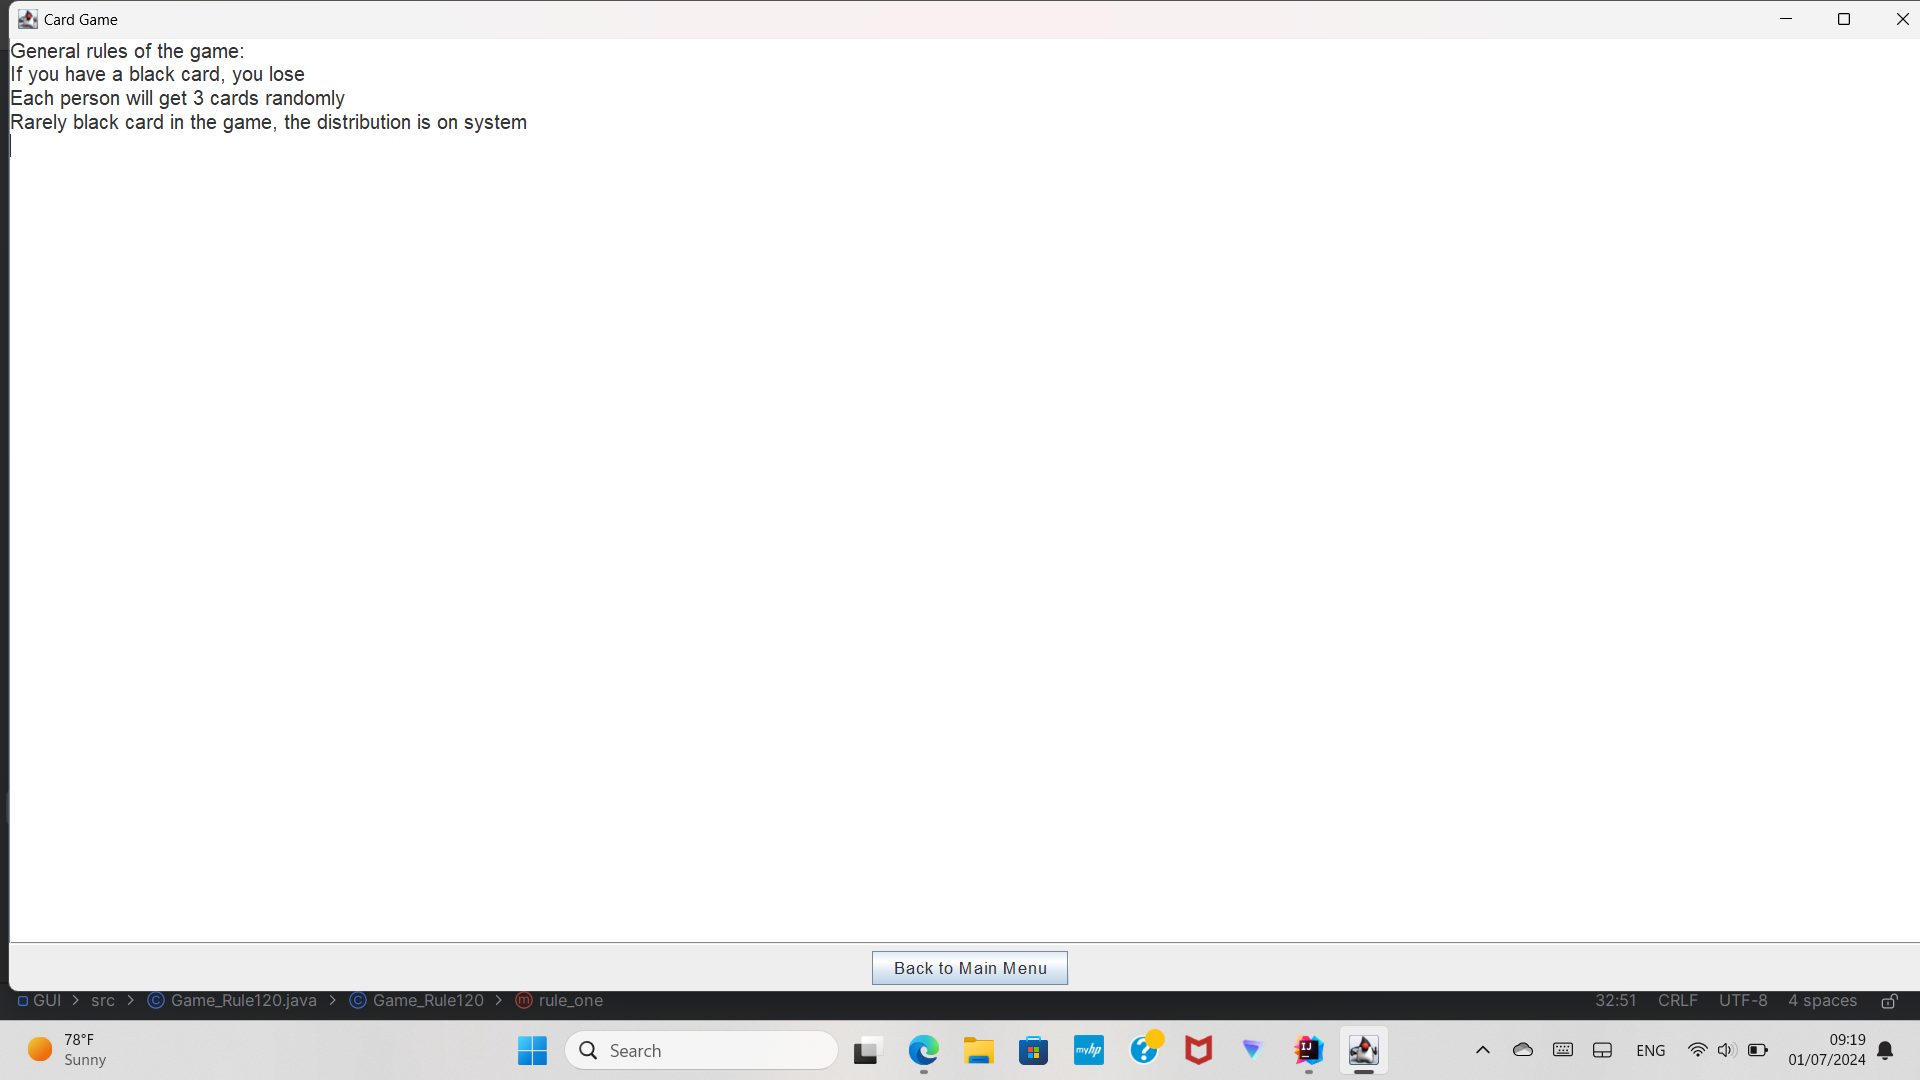 Card Game
General rules of the game:
If you have a black card, you lose
Each person will get 3 cards randomly
Rarely black card in the game, the distribution is on system
Back to Main Menu
GUI > src > Game_Rule120.java > Game_Rule120 > rule_one
32:51 CRLF UTF-8 4 spaces
78°F
Sunny
Search
myhp
IJ
ENG
09:19
01/07/2024